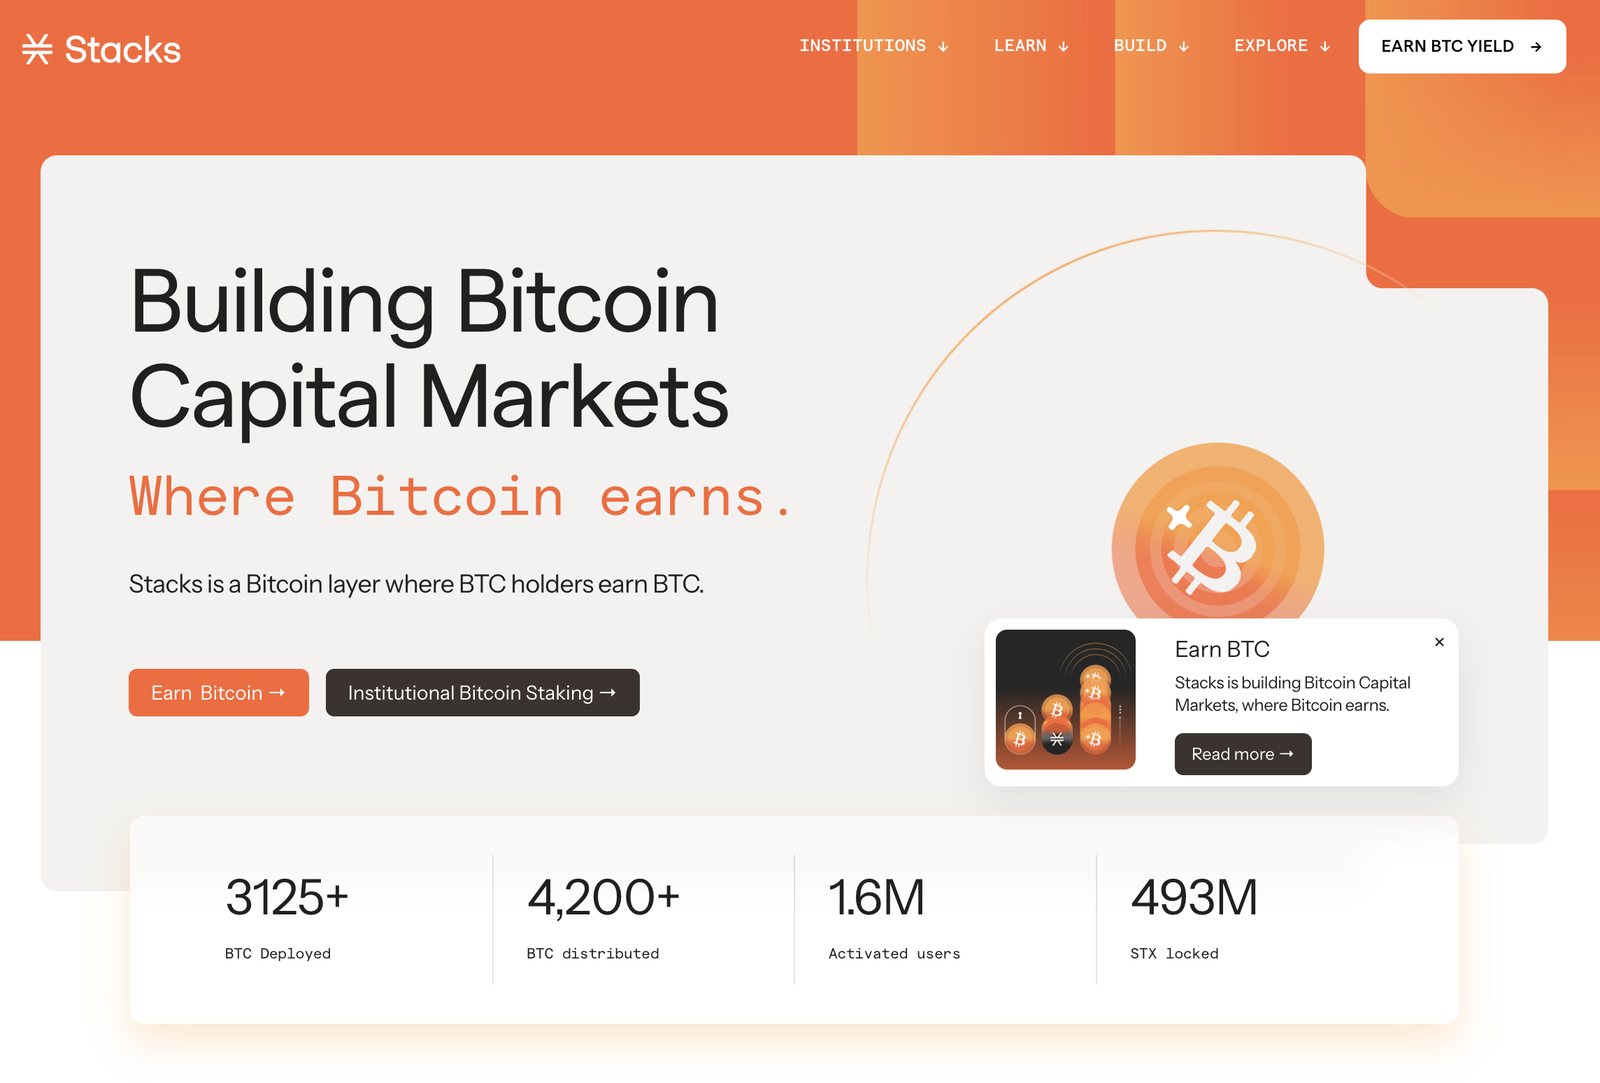 Stacks
INSTITUTIONS ↓ LEARN ↓ BUILD ↓ EXPLORE ↓ EARN BTC YIELD →
Building Bitcoin
Capital Markets
Where Bitcoin earns.
Stacks is a Bitcoin layer where BTC holders earn BTC.
Earn Bitcoin → Institutional Bitcoin Staking →
Earn BTC ×
Stacks is building Bitcoin Capital
Markets, where Bitcoin earns.
Read more →
3125+
BTC Deployed
4,200+
BTC distributed
1.6M
Activated users
493M
STX locked